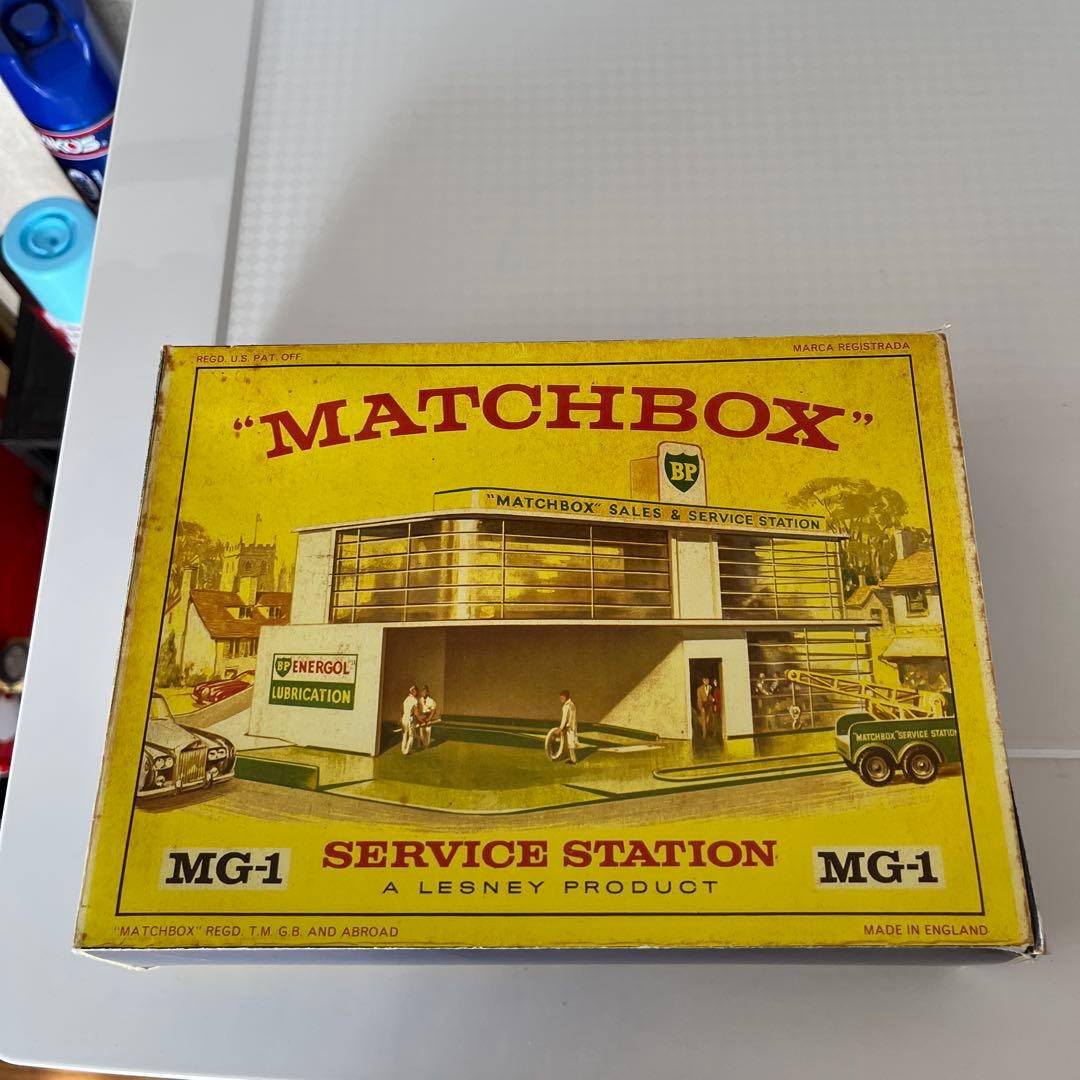 REGD. U.S. PAT. OFF.
MARCA REGISTRADA
"MATCHBOX"
BP
"MATCHBOX" SALES & SERVICE STATION
BP ENERGOL
LUBRICATION
"MATCHBOX" SERVICE STATION
MG-1
SERVICE STATION
MG-1
A LESNEY PRODUCT
"MATCHBOX" REGD. T.M. G.B. AND ABROAD
MADE IN ENGLAND